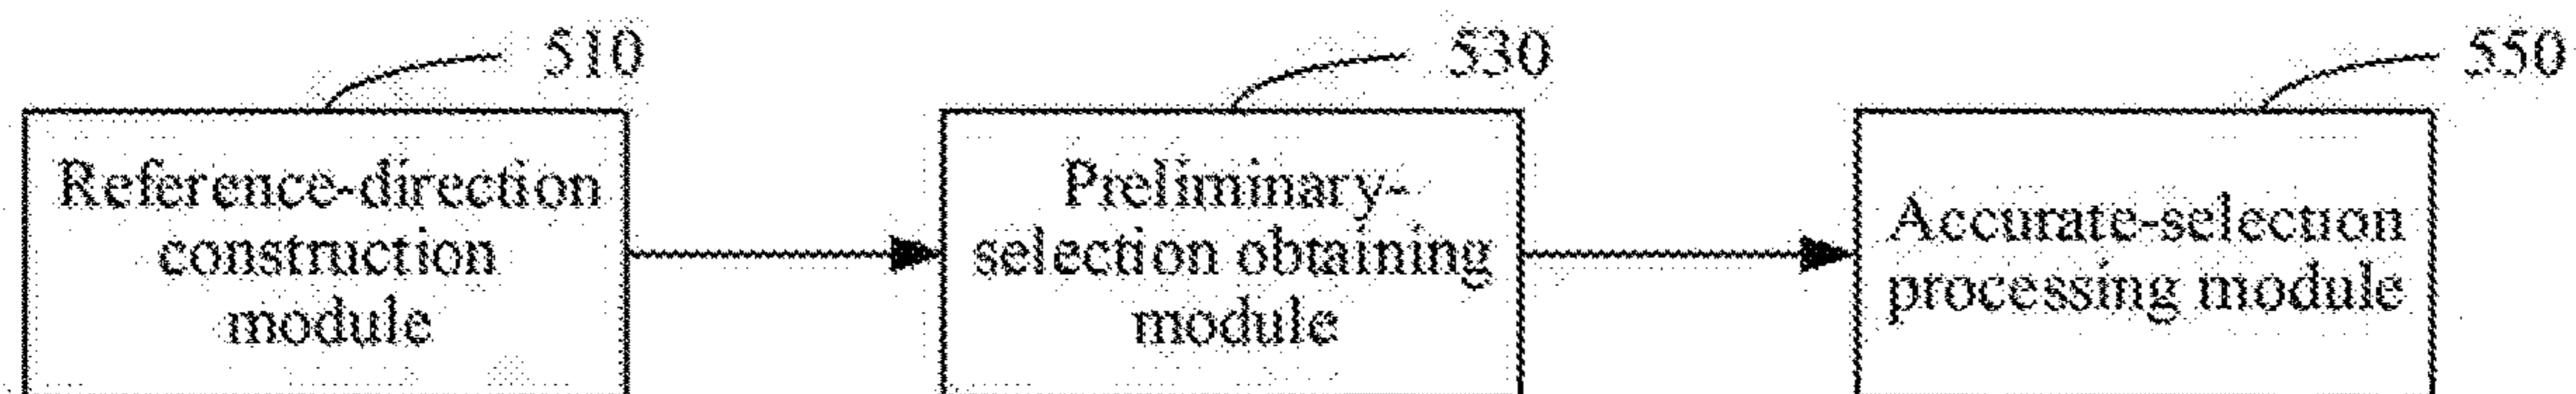 510
530
550
Reference-direction
construction
module
Preliminary-
selection obtaining
module
Accurate-selection
processing module